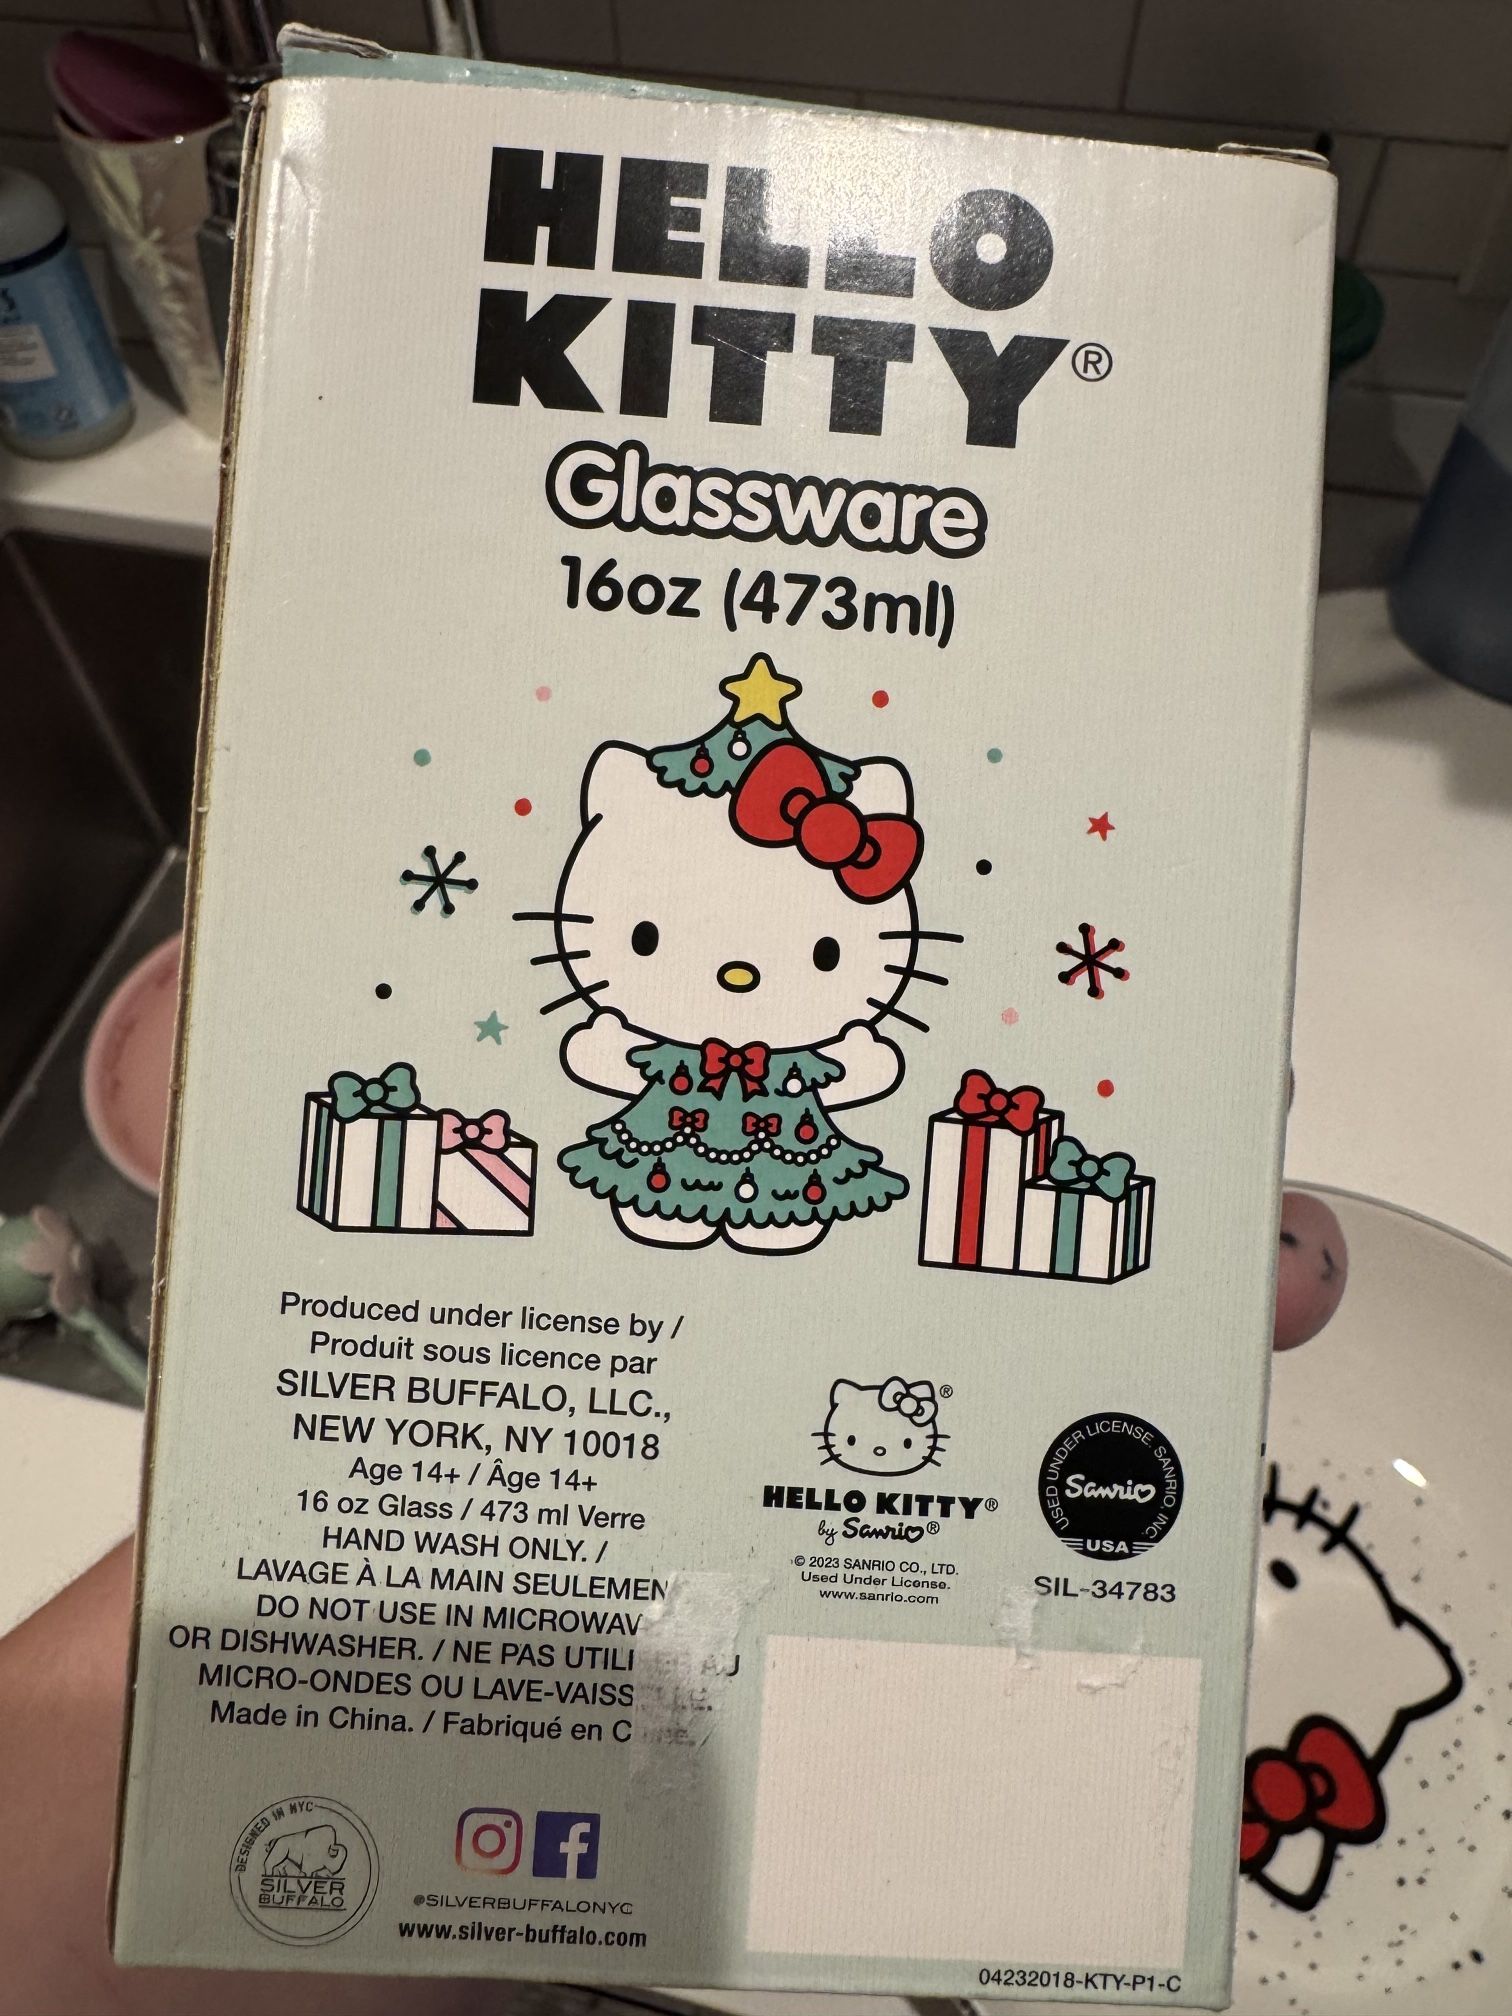 HELLO
KITTY®
Glassware
16oz (473ml)
Produced under license by /
Produit sous licence par
SILVER BUFFALO, LLC.,
NEW YORK, NY 10018
Age 14+ / Âge 14+
16 oz Glass / 473 ml Verre
HAND WASH ONLY. /
LAVAGE À LA MAIN SEULEMEN
DO NOT USE IN MICROWAV
OR DISHWASHER. / NE PAS UTILI AU
MICRO-ONDES OU LAVE-VAISS
Made in China. / Fabriqué en C
®
HELLO KITTY®
by Sanrio®
© 2023 SANRIO CO., LTD.
Used Under License.
www.sanrio.com
USED UNDER LICENSE. SANRIO, INC.
Sanrio
USA
SIL-34783
DESIGNED IN NYC
SILVER
BUFFALO
@SILVERBUFFALONYC
www.silver-buffalo.com
04232018-KTY-P1-C